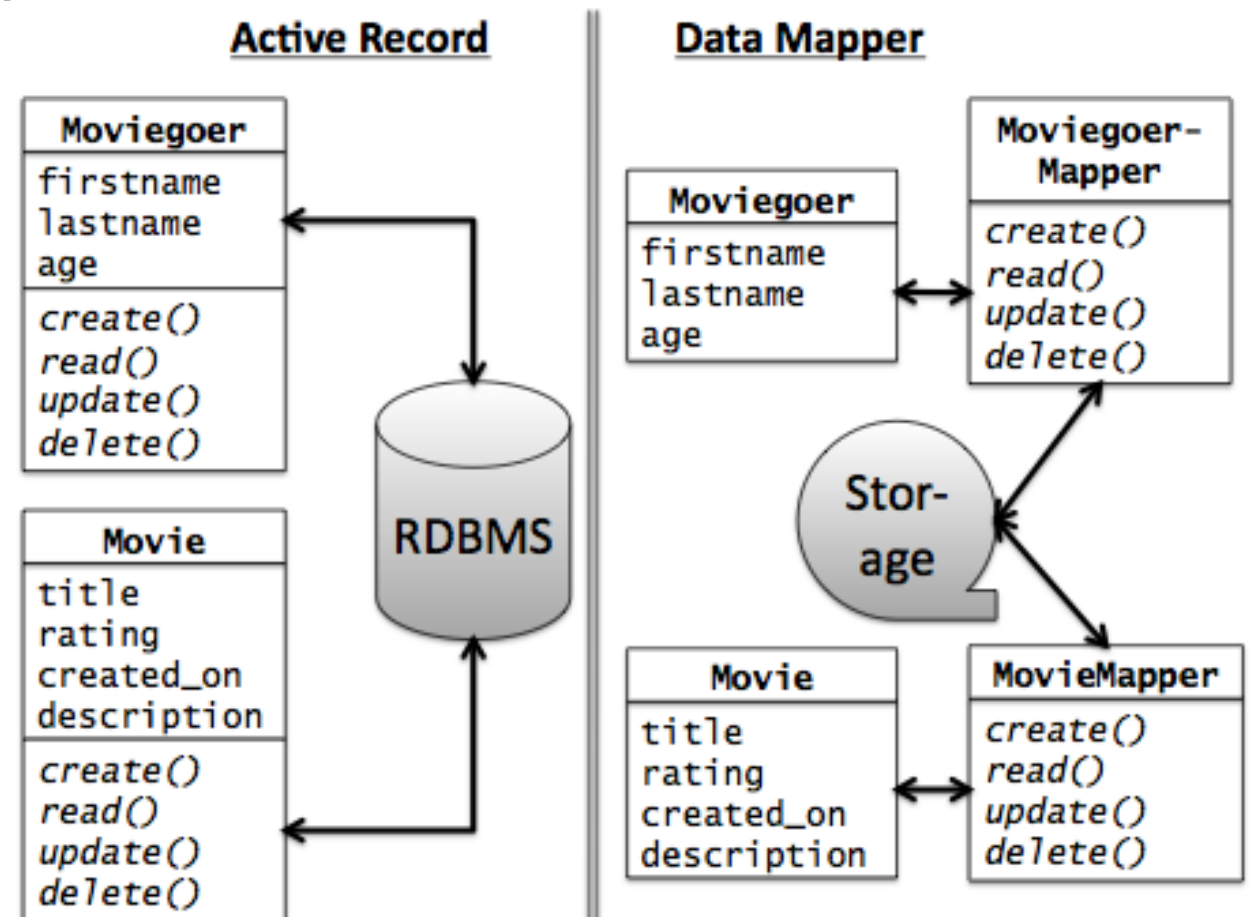 Active Record
Moviegoer
firstname
lastname
age
create()
read()
update()
delete()
RDBMS
Movie
title
rating
created_on
description
create()
read()
update()
delete()
Data Mapper
Moviegoer
firstname
lastname
age
Moviegoer-
Mapper
create()
read()
update()
delete()
Stor-
age
Movie
title
rating
created_on
description
MovieMapper
create()
read()
update()
delete()